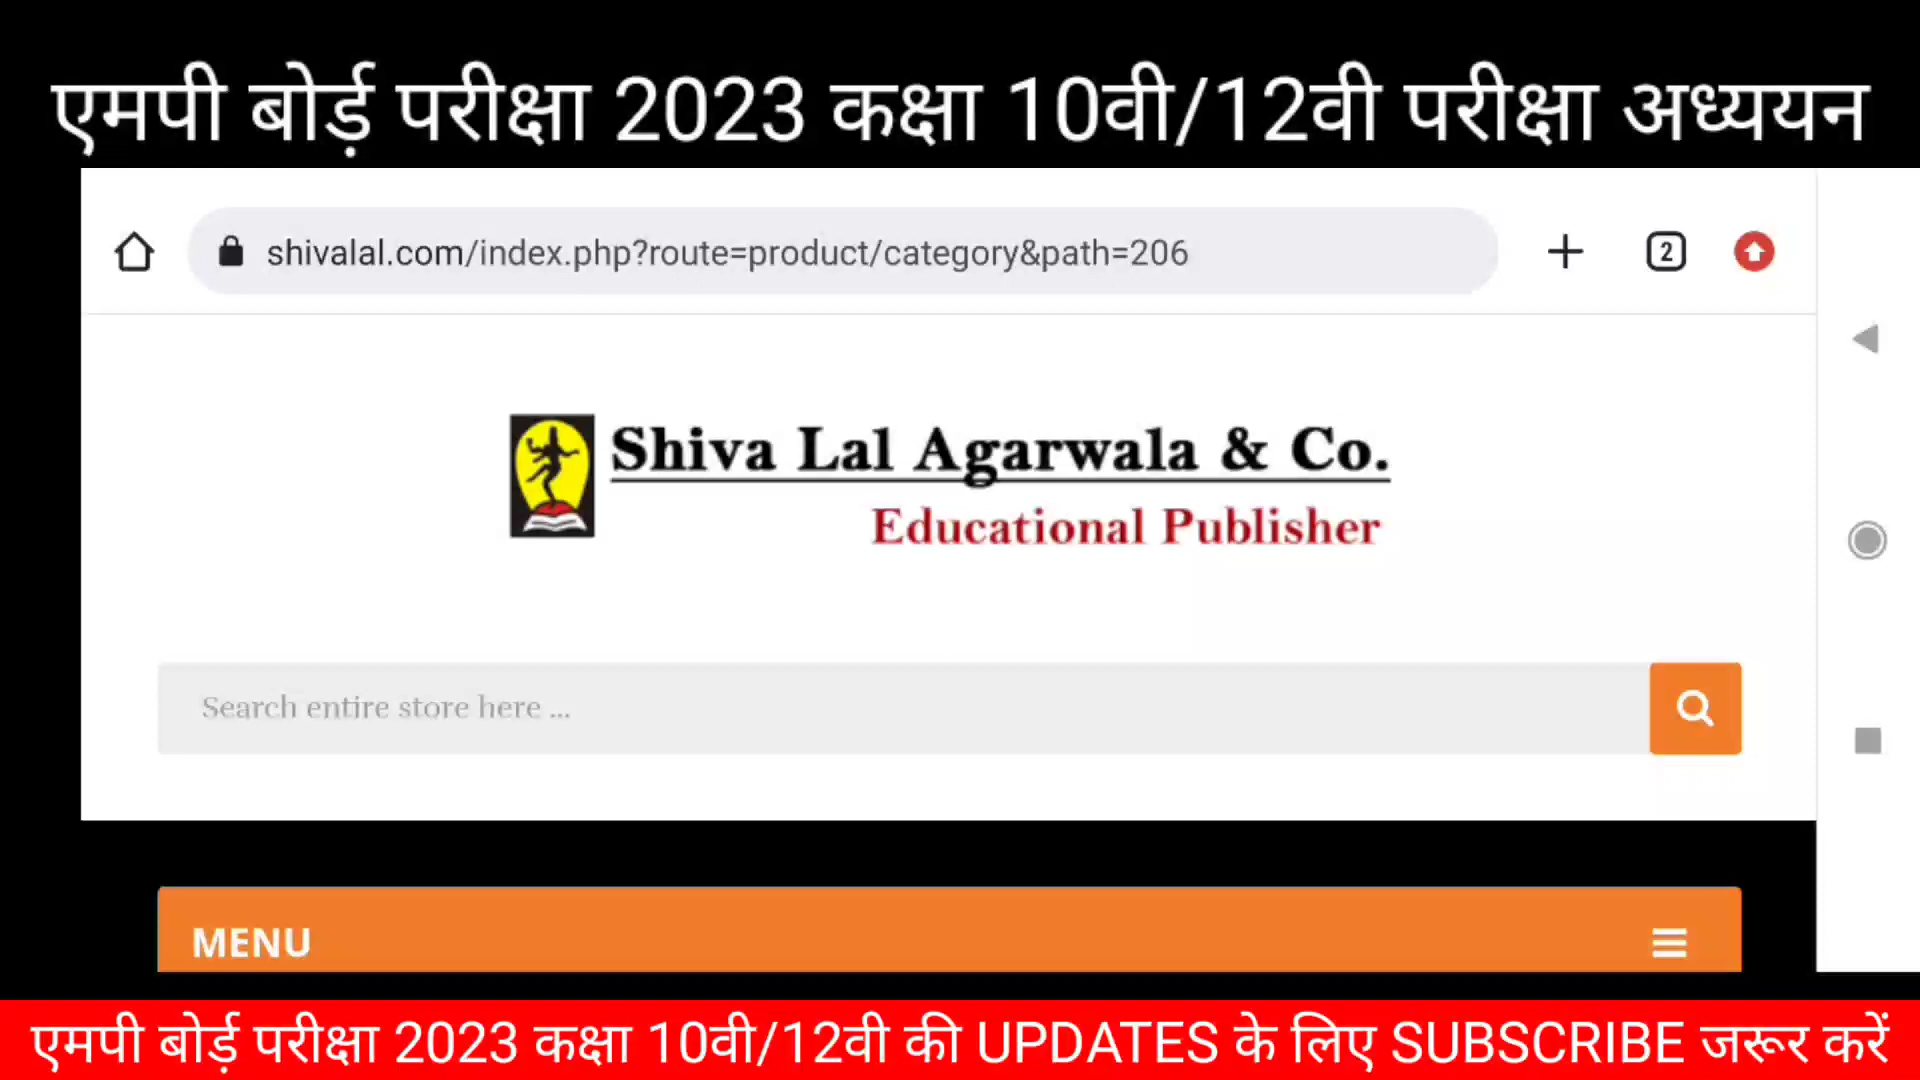 एमपी बोर्ड़ परीक्षा 2023 कक्षा 10वी/12वी परीक्षा अध्ययन
shivalal.com/index.php?route=product/category&path=206
2
Shiva Lal Agarwala & Co.
Educational Publisher
Search entire store here ...
MENU
एमपी बोर्ड़ परीक्षा 2023 कक्षा 10वी/12वी की UPDATES के लिए SUBSCRIBE जरूर करें